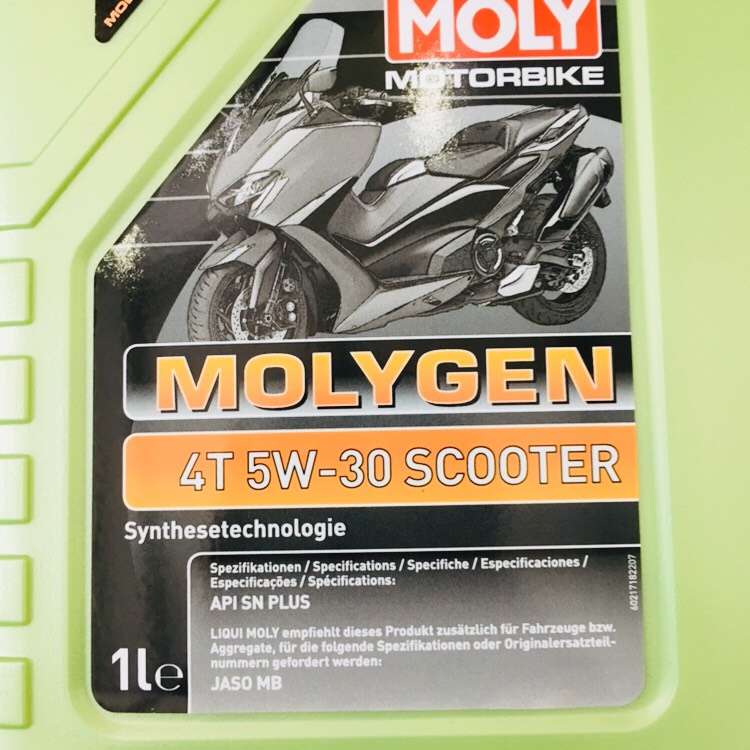 MOLY
MOTORBIKE
MOLYGEN
4T 5W-30 SCOOTER
Synthesetechnologie
Spezifikationen / Specifications / Specifiche / Especificaciones /
Especificações / Spécifications:
API SN PLUS
LIQUI MOLY empfiehlt dieses Produkt zusätzlich für Fahrzeuge bzw.
Aggregate, für die folgende Spezifikationen oder Originalersatzteil-
nummern gefordert werden:
JASO MB
1l℮
60217182207